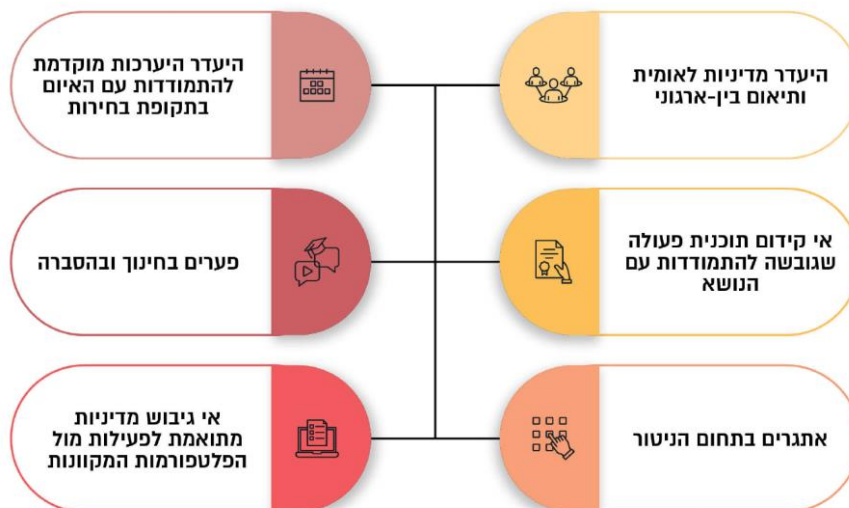 היעדר מדיניות לאומית
ותיאום בין-ארגוני
היעדר היערכות מוקדמת
להתמודדות עם האיום
בתקופת בחירות
אי קידום תוכנית פעולה
שגובשה להתמודדות עם
הנושא
פערים בחינוך ובהסברה
אתגרים בתחום הניטור
אי גיבוש מדיניות
מתואמת לפעילות מול
הפלטפורמות המקוונות